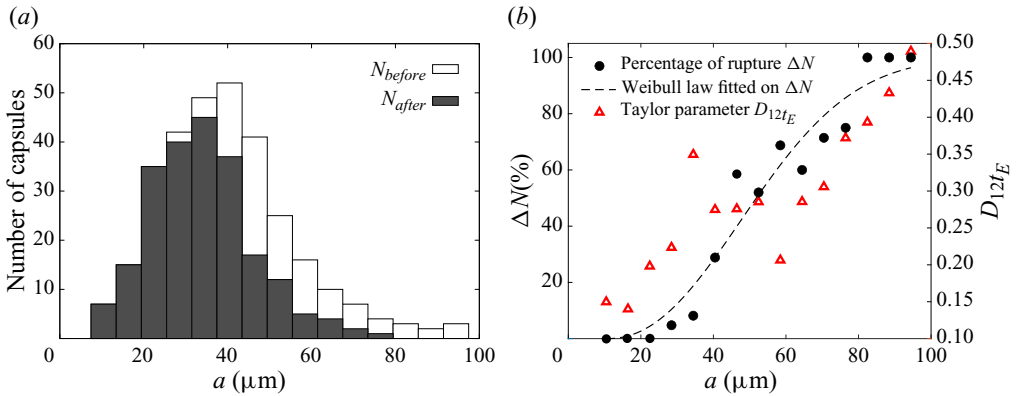 (a)
(b)
60
50
40
30
20
10
0 20 40 60 80 100
Number of capsules
a (μm)
N_before
N_after
100
80
60
40
20
0 20 40 60 80 100
ΔN(%)
a (μm)
0.50
0.45
0.40
0.35
0.30
0.25
0.20
0.15
0.10
D_12t_E
Percentage of rupture ΔN
Weibull law fitted on ΔN
Taylor parameter D_12t_E